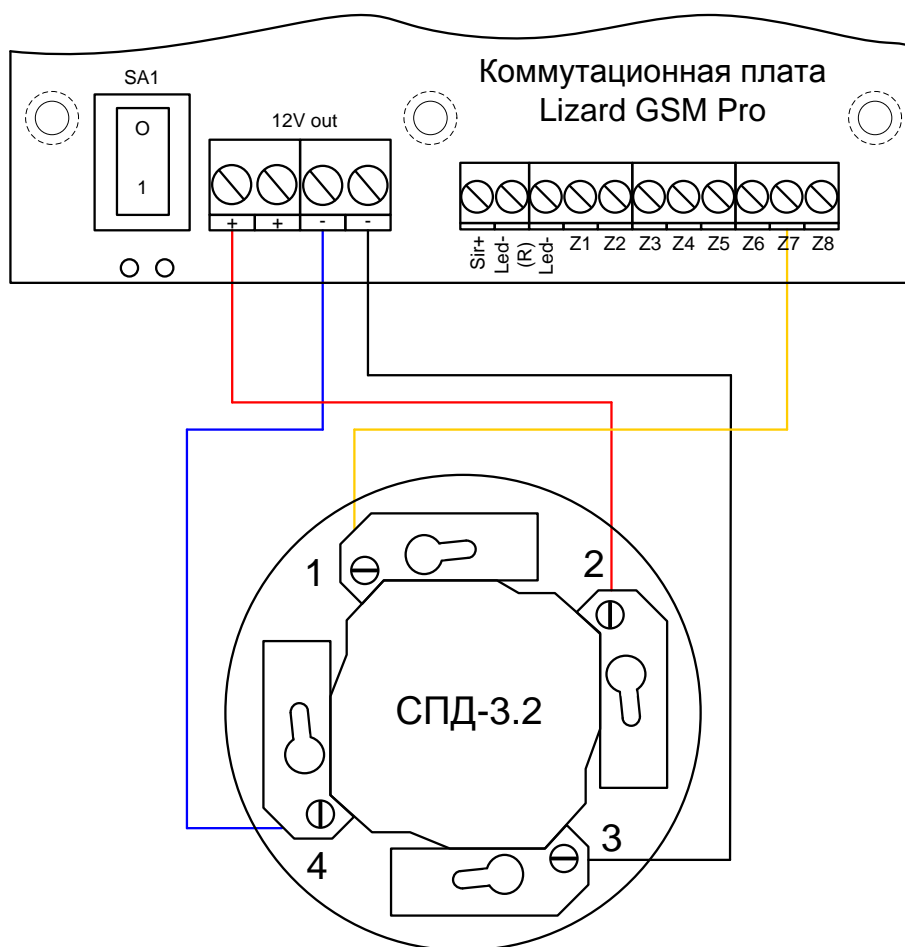 Коммутационная плата
Lizard GSM Pro
SA1
O
1
12V out
+ + - -
Sir+ Led- (R) Led- Z1 Z2 Z3 Z4 Z5 Z6 Z7 Z8
1
2
СПД-3.2
3
4